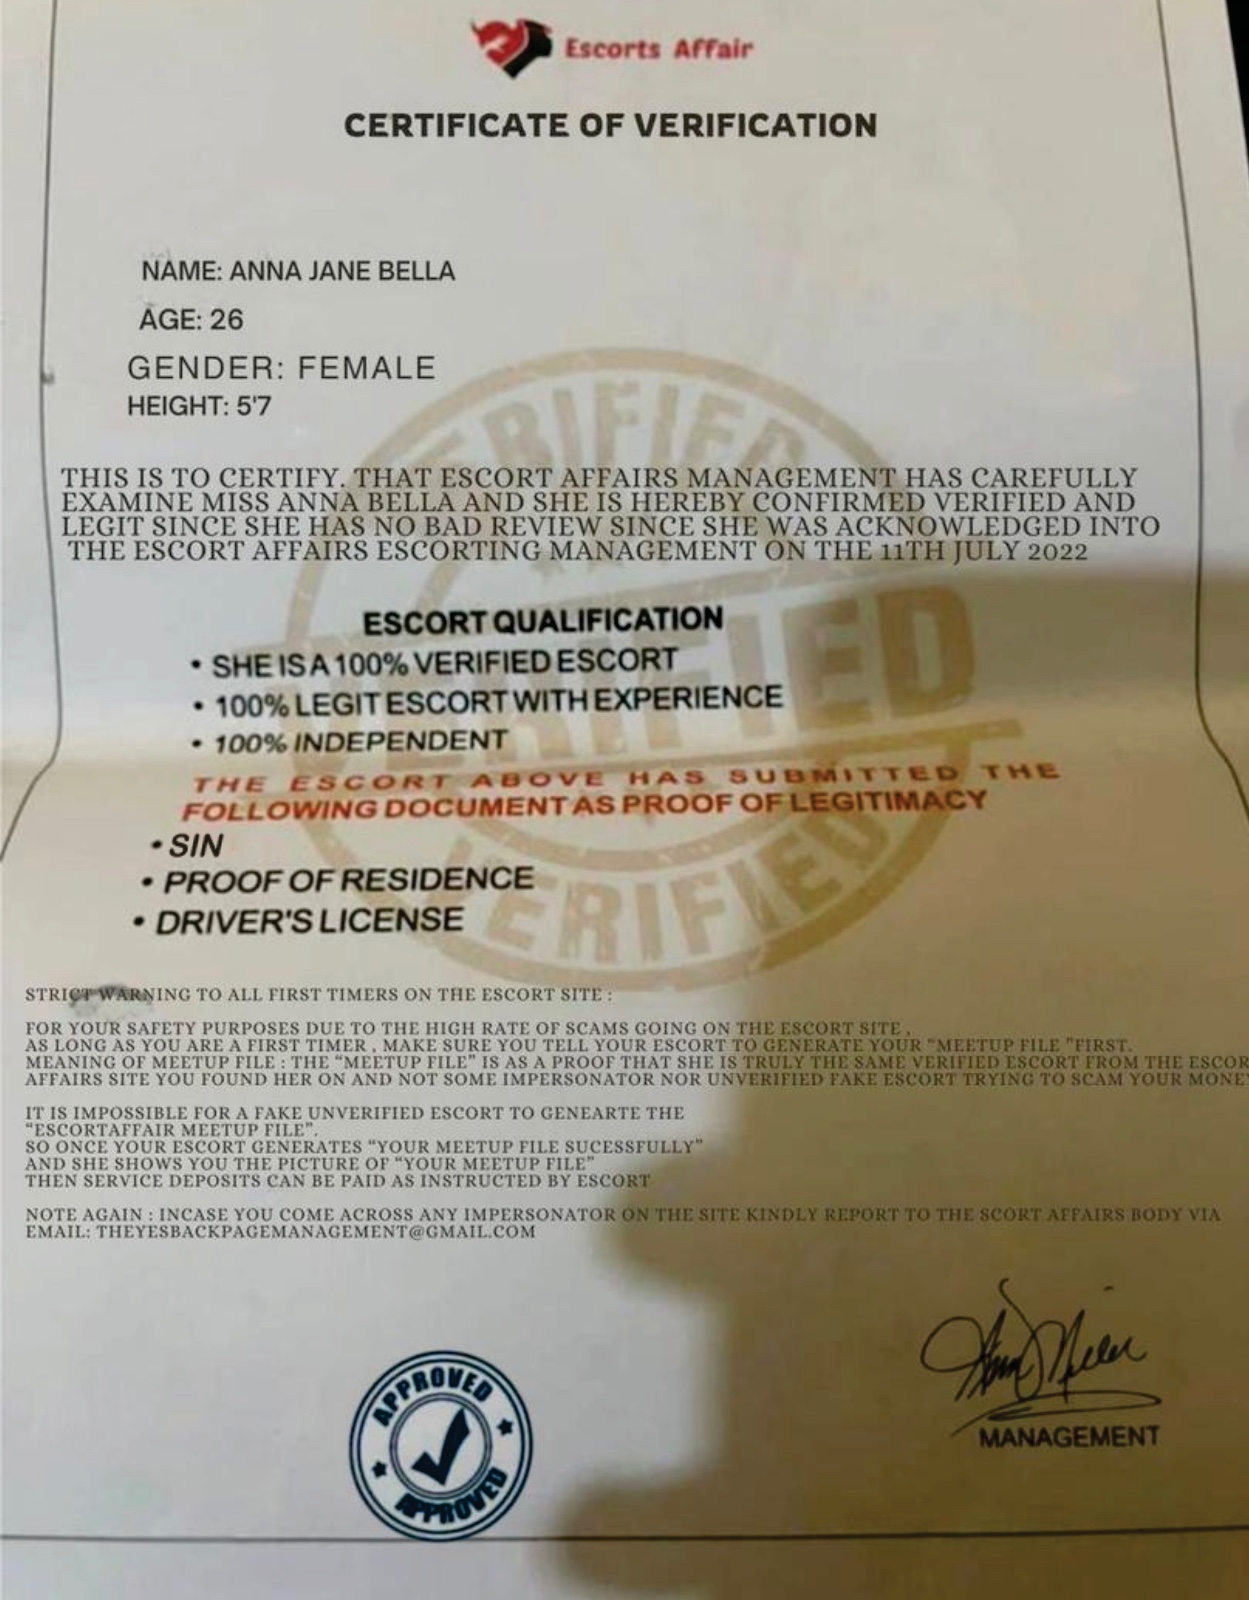 Escorts Affair
CERTIFICATE OF VERIFICATION
NAME: ANNA JANE BELLA
AGE: 26
GENDER: FEMALE
HEIGHT: 5'7
THIS IS TO CERTIFY. THAT ESCORT AFFAIRS MANAGEMENT HAS CAREFULLY
EXAMINE MISS ANNA BELLA AND SHE IS HEREBY CONFIRMED VERIFIED AND
LEGIT SINCE SHE HAS NO BAD REVIEW SINCE SHE WAS ACKNOWLEDGED INTO
THE ESCORT AFFAIRS ESCORTING MANAGEMENT ON THE 11TH JULY 2022
VERIFIED
VERIFIED
VERIFIED
ESCORT QUALIFICATION
• SHE IS A 100% VERIFIED ESCORT
• 100% LEGIT ESCORT WITH EXPERIENCE
• 100% INDEPENDENT
THE ESCORT ABOVE HAS SUBMITTED THE
FOLLOWING DOCUMENT AS PROOF OF LEGITIMACY
• SIN
• PROOF OF RESIDENCE
• DRIVER'S LICENSE
STRICT WARNING TO ALL FIRST TIMERS ON THE ESCORT SITE :
FOR YOUR SAFETY PURPOSES DUE TO THE HIGH RATE OF SCAMS GOING ON THE ESCORT SITE ,
AS LONG AS YOU ARE A FIRST TIMER , MAKE SURE YOU TELL YOUR ESCORT TO GENERATE YOUR “MEETUP FILE ”FIRST.
MEANING OF MEETUP FILE : THE “MEETUP FILE” IS AS A PROOF THAT SHE IS TRULY THE SAME VERIFIED ESCORT FROM THE ESCOR
AFFAIRS SITE YOU FOUND HER ON AND NOT SOME IMPERSONATOR NOR UNVERIFIED FAKE ESCORT TRYING TO SCAM YOUR MONE
IT IS IMPOSSIBLE FOR A FAKE UNVERIFIED ESCORT TO GENEARTE THE
“ESCORTAFFAIR MEETUP FILE”.
SO ONCE YOUR ESCORT GENERATES “YOUR MEETUP FILE SUCESSFULLY”
AND SHE SHOWS YOU THE PICTURE OF “YOUR MEETUP FILE”
THEN SERVICE DEPOSITS CAN BE PAID AS INSTRUCTED BY ESCORT
NOTE AGAIN : INCASE YOU COME ACROSS ANY IMPERSONATOR ON THE SITE KINDLY REPORT TO THE SCORT AFFAIRS BODY VIA
EMAIL: THEYESBACKPAGEMANAGEMENT@GMAIL.COM
APPROVED
APPROVED
MANAGEMENT